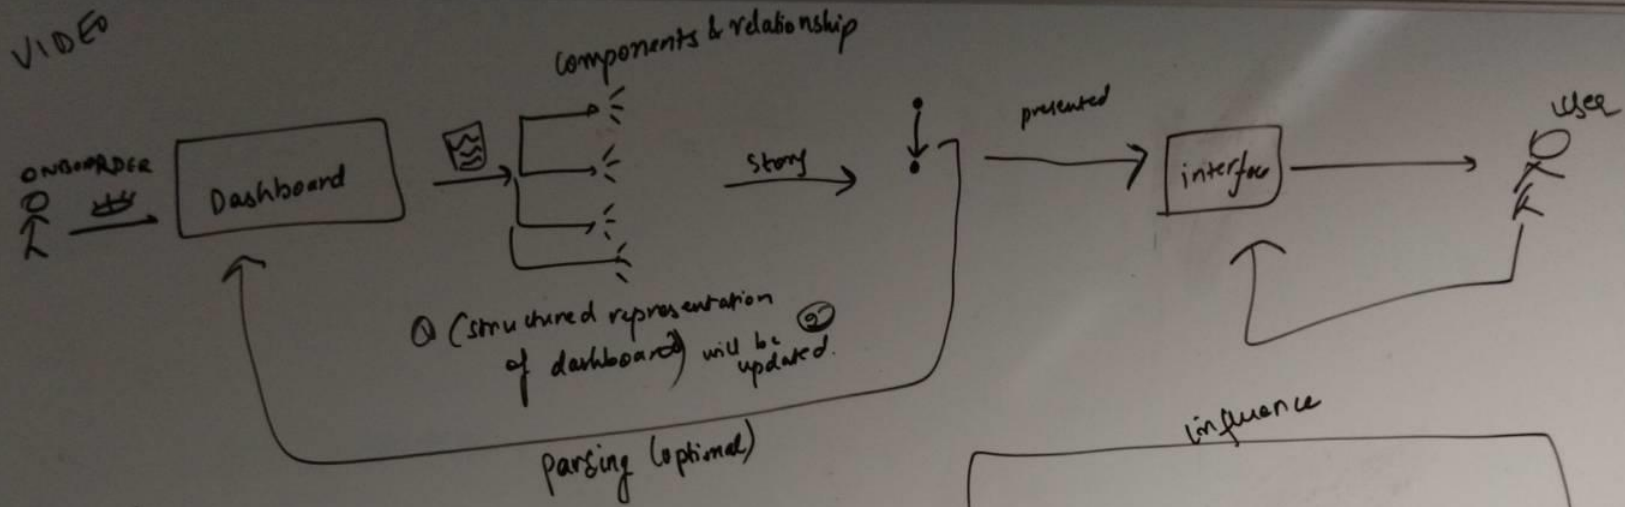 VIDEO
components & relationship
ONBOARDER
Dashboard
story
presented
interface
user
(structured representation
of dashboard) will be
updated.
parsing (optional)
influence